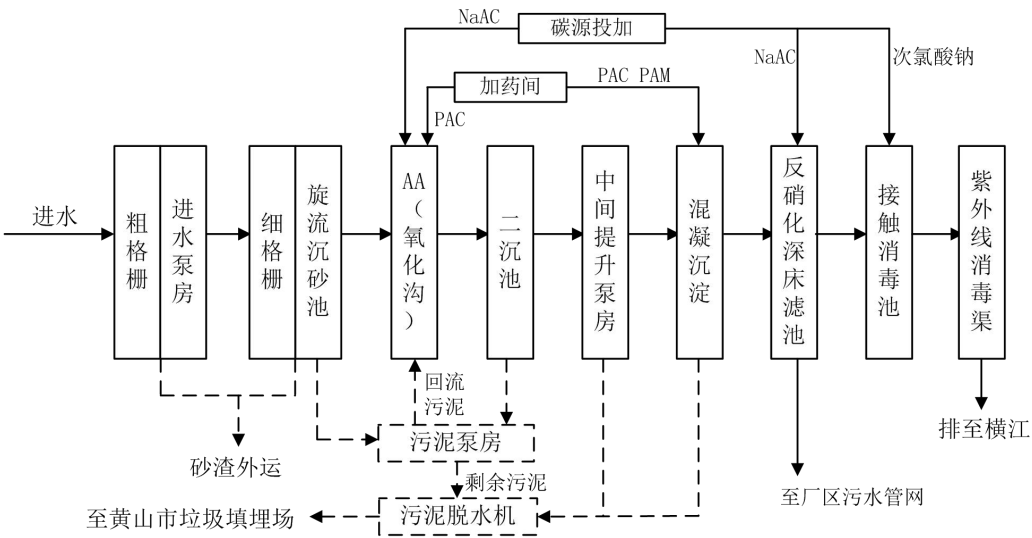 NaAC
碳源投加
NaAC
次氯酸钠
加药间
PAC PAM
PAC
进水
粗格栅
进水泵房
细格栅
旋流沉砂池
AA(氧化沟)
二沉池
中间提升泵房
混凝沉淀
反硝化深床滤池
接触消毒池
紫外线消毒渠
回流
污泥
污泥泵房
排至横江
砂渣外运
剩余污泥
至厂区污水管网
污泥脱水机
至黄山市垃圾填埋场